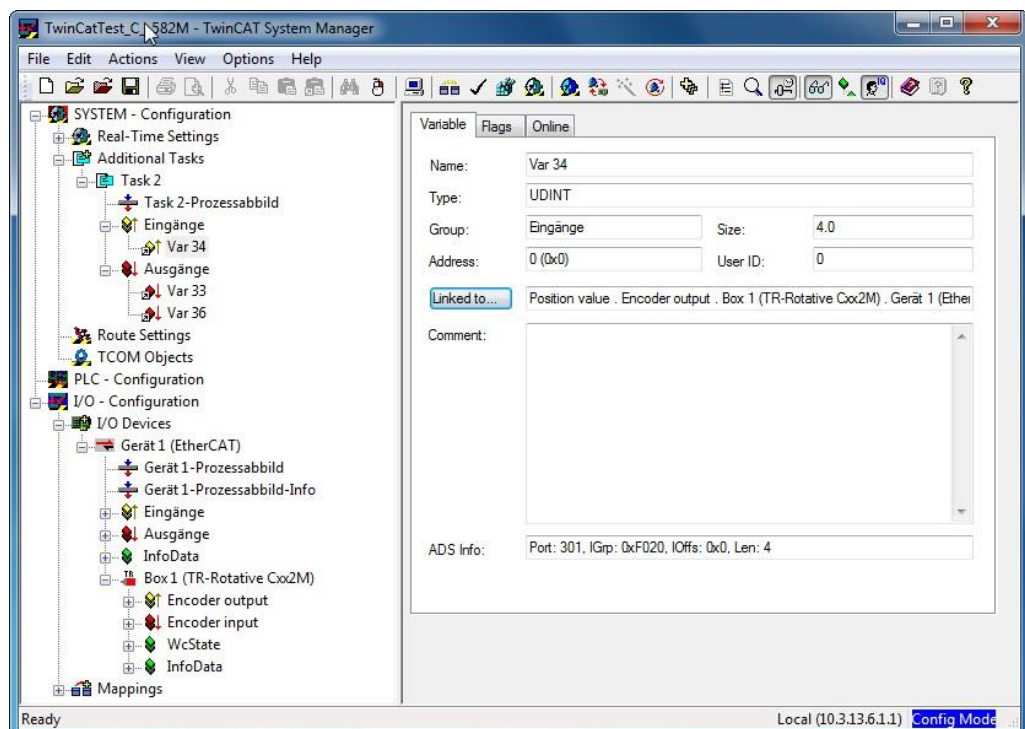 TwinCatTest_C 582M - TwinCAT System Manager
File Edit Actions View Options Help
SYSTEM - Configuration
Real-Time Settings
Additional Tasks
Task 2
Task 2-Prozessabbild
Eingänge
Var 34
Ausgänge
Var 33
Var 36
Route Settings
TCOM Objects
PLC - Configuration
I/O - Configuration
I/O Devices
Gerät 1 (EtherCAT)
Gerät 1-Prozessabbild
Gerät 1-Prozessabbild-Info
Eingänge
Ausgänge
InfoData
Box 1 (TR-Rotative Cxx2M)
Encoder output
Encoder input
WcState
InfoData
Mappings
Variable Flags Online
Name: Var 34
Type: UDINT
Group: Eingänge Size: 4.0
Address: 0 (0x0) User ID: 0
Linked to... Position value . Encoder output . Box 1 (TR-Rotative Cxx2M) . Gerät 1 (Ether
Comment:
ADS Info: Port: 301, IGrp: 0xF020, IOffs: 0x0, Len: 4
Ready Local (10.3.13.6.1.1) Config Mode